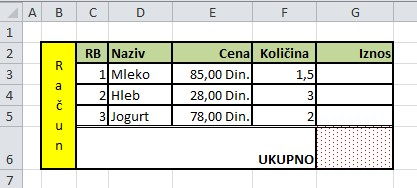 A B C D E F G
1
2 RB Naziv Cena Količina Iznos
3 1 Mleko 85,00 Din. 1,5
4 2 Hleb 28,00 Din. 3
5 3 Jogurt 78,00 Din. 2
Račun
6 UKUPNO
7